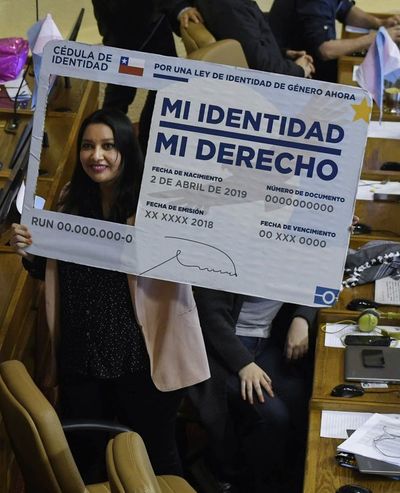 CÉDULA DE
IDENTIDAD
POR UNA LEY DE IDENTIDAD DE GÉNERO AHORA
MI IDENTIDAD
MI DERECHO
FECHA DE NACIMIENTO
2 DE ABRIL DE 2019
NÚMERO DE DOCUMENTO
0000000000
FECHA DE EMISIÓN
XX XXXX 2018
FECHA DE VENCIMIENTO
00 XXX 0000
RUN 00.000.000-0